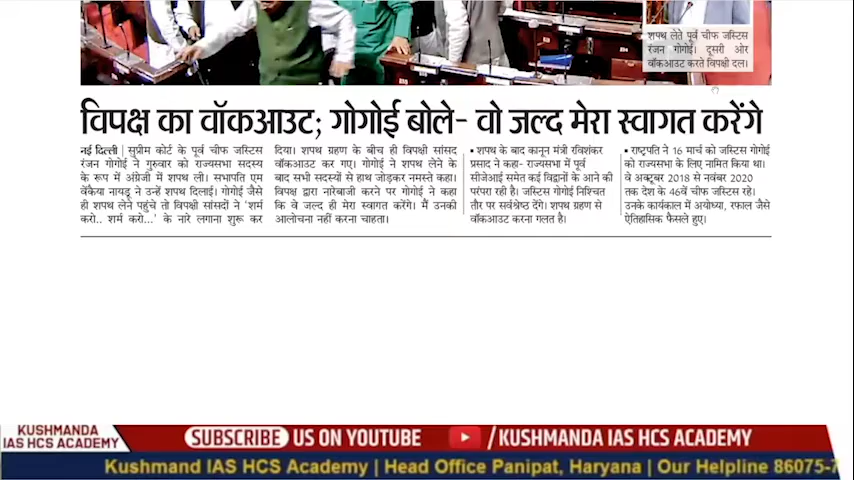 शपथ लेते पूर्व चीफ जस्टिस
रंजन गोगोई। दूसरी ओर
वॉकआउट करते विपक्षी दल।
विपक्ष का वॉकआउट; गोगोई बोले- वो जल्द मेरा स्वागत करेंगे
नई दिल्ली | सुप्रीम कोर्ट के पूर्व चीफ जस्टिस
रंजन गोगोई ने गुरुवार को राज्यसभा सदस्य
के रूप में अंग्रेजी में शपथ ली। सभापति एम
वेंकैया नायडू ने उन्हें शपथ दिलाई। गोगोई जैसे
ही शपथ लेने पहुंचे तो विपक्षी सांसदों ने ‘शर्म
करो.. शर्म करो...’ के नारे लगाना शुरू कर
दिया। शपथ ग्रहण के बीच ही विपक्षी सांसद
वॉकआउट कर गए। गोगोई ने शपथ लेने के
बाद सभी सदस्यों से हाथ जोड़कर नमस्ते कहा।
विपक्ष द्वारा नारेबाजी करने पर गोगोई ने कहा
कि वे जल्द ही मेरा स्वागत करेंगे। मैं उनकी
आलोचना नहीं करना चाहता।
▪ शपथ के बाद कानून मंत्री रविशंकर
प्रसाद ने कहा- राज्यसभा में पूर्व
सीजेआई समेत कई विद्वानों के आने की
परंपरा रही है। जस्टिस गोगोई निश्चित
तौर पर सर्वश्रेष्ठ देंगे। शपथ ग्रहण से
वॉकआउट करना गलत है।
▪ राष्ट्रपति ने 16 मार्च को जस्टिस गोगोई
को राज्यसभा के लिए नामित किया था।
वे अक्टूबर 2018 से नवंबर 2020
तक देश के 46वें चीफ जस्टिस रहे।
उनके कार्यकाल में अयोध्या, रफाल जैसे
ऐतिहासिक फैसले हुए।
KUSHMANDA
IAS HCS ACADEMY
SUBSCRIBE US ON YOUTUBE
/KUSHMANDA IAS HCS ACADEMY
Kushmand IAS HCS Academy | Head Office Panipat, Haryana | Our Helpline 86075-7